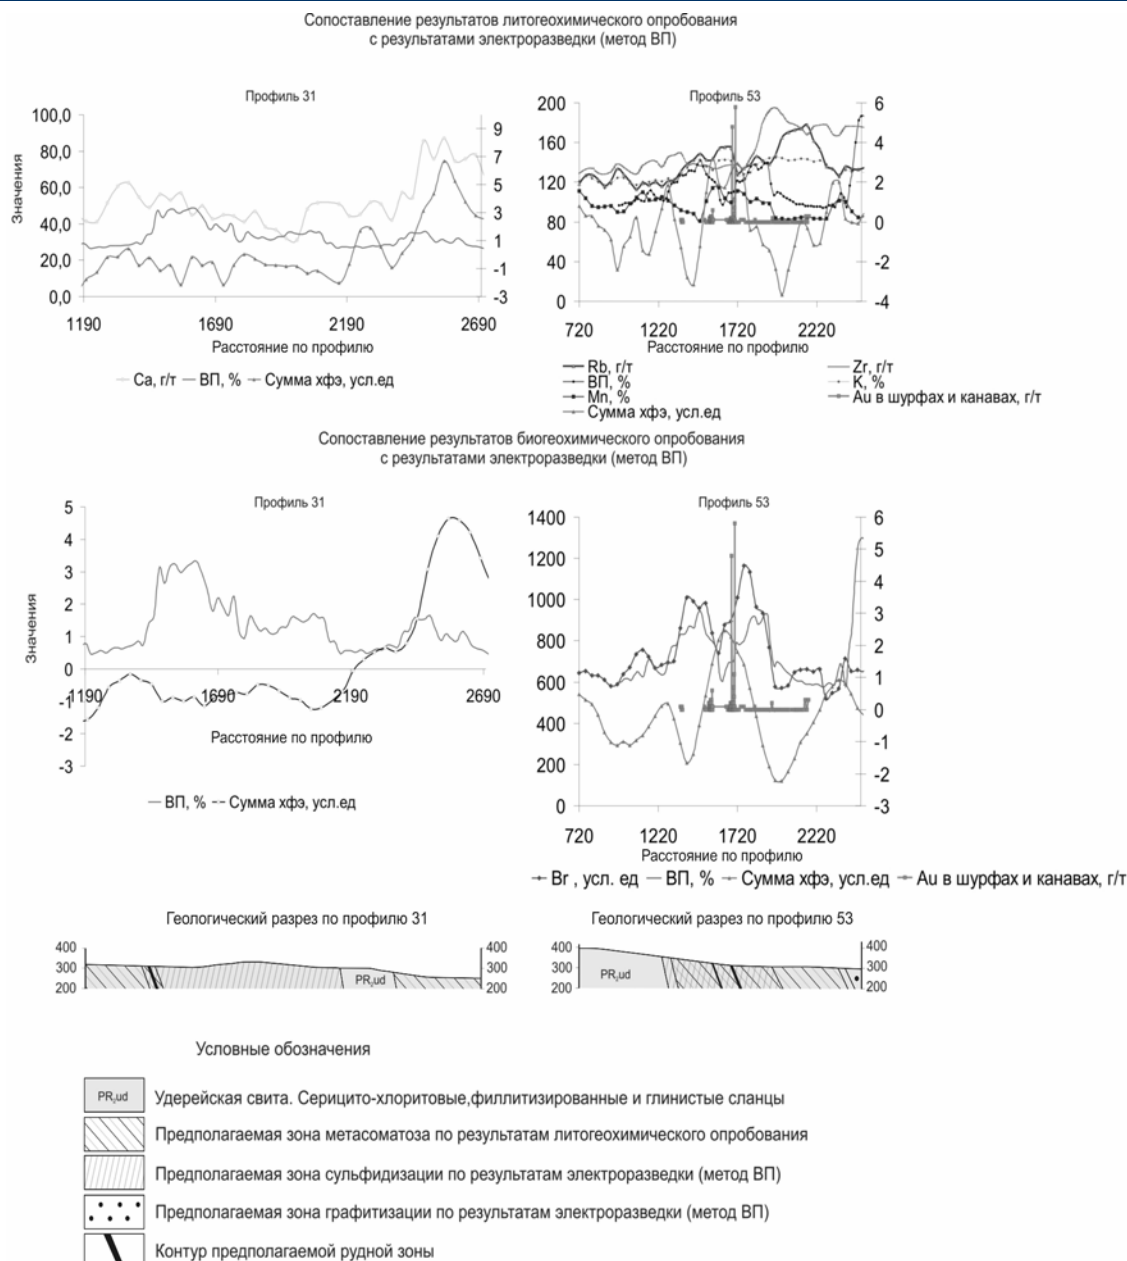 Сопоставление результатов литогеохимического опробования
с результатами электроразведки (метод ВП)
Профиль 31
100,0
80,0
60,0
40,0
20,0
0,0
Значения
9
7
5
3
1
-1
-3
1190 1690 2190 2690
Расстояние по профилю
Ca, г/т ВП, % Сумма хфэ, усл.ед
Профиль 53
200
160
120
80
40
0
6
4
2
0
-2
-4
720 1220 1720 2220
Расстояние по профилю
Rb, г/т Zr, г/т
ВП, % K, %
Mn, % Au в шурфах и канавах, г/т
Сумма хфэ, усл.ед
Сопоставление результатов биогеохимического опробования
с результатами электроразведки (метод ВП)
Профиль 31
5
4
3
2
1
0
-1
-2
-3
Значения
1190 1690 2190 2690
Расстояние по профилю
ВП, % Сумма хфэ, усл.ед
Профиль 53
1400
1200
1000
800
600
400
200
0
6
5
4
3
2
1
0
-1
-2
-3
720 1220 1720 2220
Расстояние по профилю
Br , усл. ед ВП, % Сумма хфэ, усл.ед Au в шурфах и канавах, г/т
Геологический разрез по профилю 31
400 400
300 300
200 200
PR₂ud
Геологический разрез по профилю 53
400 400
300 300
200 200
PR₂ud
Условные обозначения
PR₂ud Удерейская свита. Серицито-хлоритовые,филлитизированные и глинистые сланцы
Предполагаемая зона метасоматоза по результатам литогеохимического опробования
Предполагаемая зона сульфидизации по результатам электроразведки (метод ВП)
Предполагаемая зона графитизации по результатам электроразведки (метод ВП)
Контур предполагаемой рудной зоны